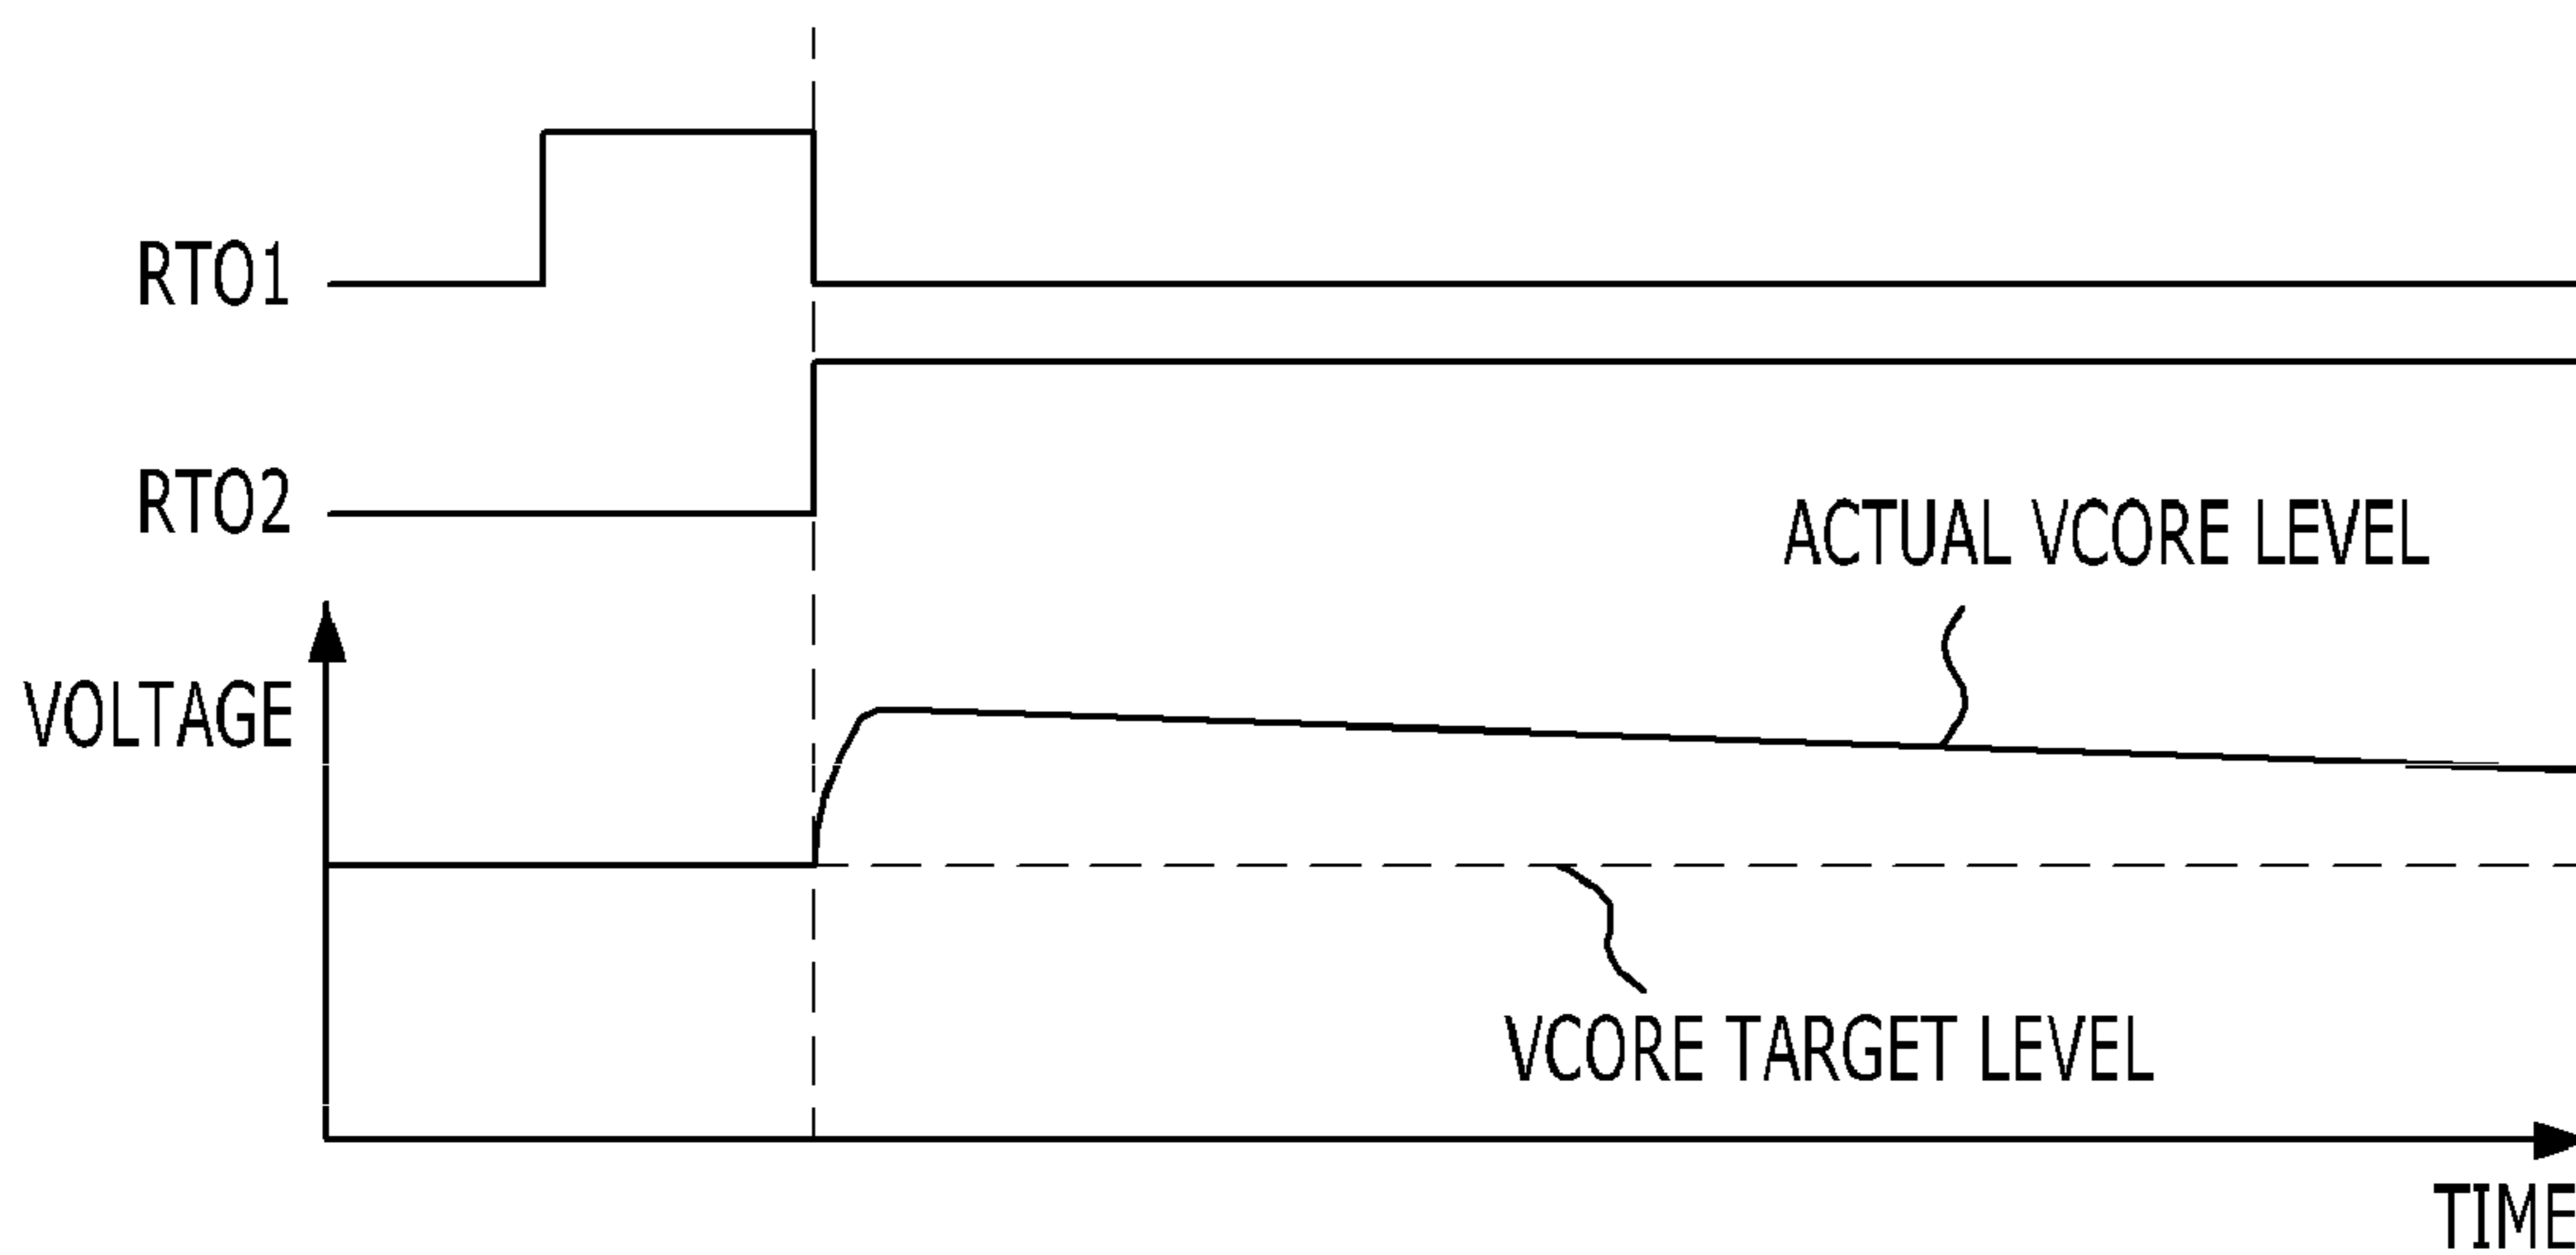 RTO1
RTO2
ACTUAL VCORE LEVEL
VOLTAGE
VCORE TARGET LEVEL
TIME